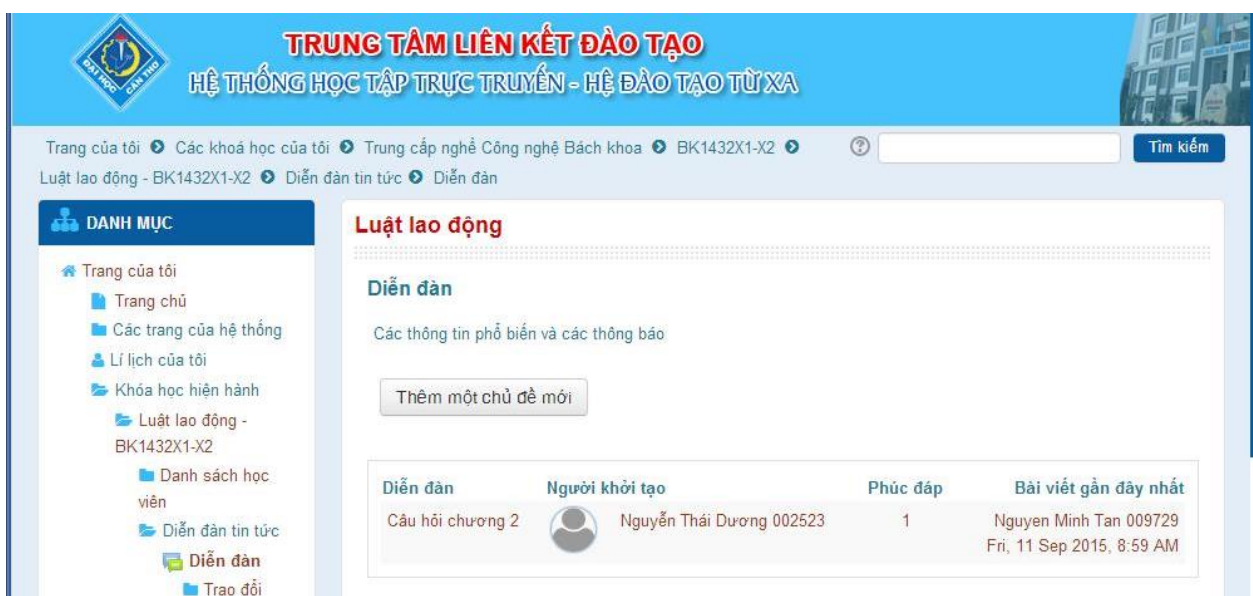 TRUNG TÂM LIÊN KẾT ĐÀO TẠO
HỆ THỐNG HỌC TẬP TRỰC TRUYẾN - HỆ ĐÀO TẠO TỪ XA
ĐẠI HỌC CẦN THƠ
Trang của tôi Các khoá học của tôi Trung cấp nghề Công nghệ Bách khoa BK1432X1-X2
Luật lao động - BK1432X1-X2 Diễn đàn tin tức Diễn đàn
Tìm kiếm
DANH MỤC
Trang của tôi
Trang chủ
Các trang của hệ thống
Lí lịch của tôi
Khóa học hiện hành
Luật lao động -
BK1432X1-X2
Danh sách học
viên
Diễn đàn tin tức
Diễn đàn
Trao đổi
Luật lao động
Diễn đàn
Các thông tin phổ biến và các thông báo
Thêm một chủ đề mới
Diễn đàn Người khởi tạo Phúc đáp Bài viết gần đây nhất
Câu hỏi chương 2 Nguyễn Thái Dương 002523 1 Nguyen Minh Tan 009729
Fri, 11 Sep 2015, 8:59 AM